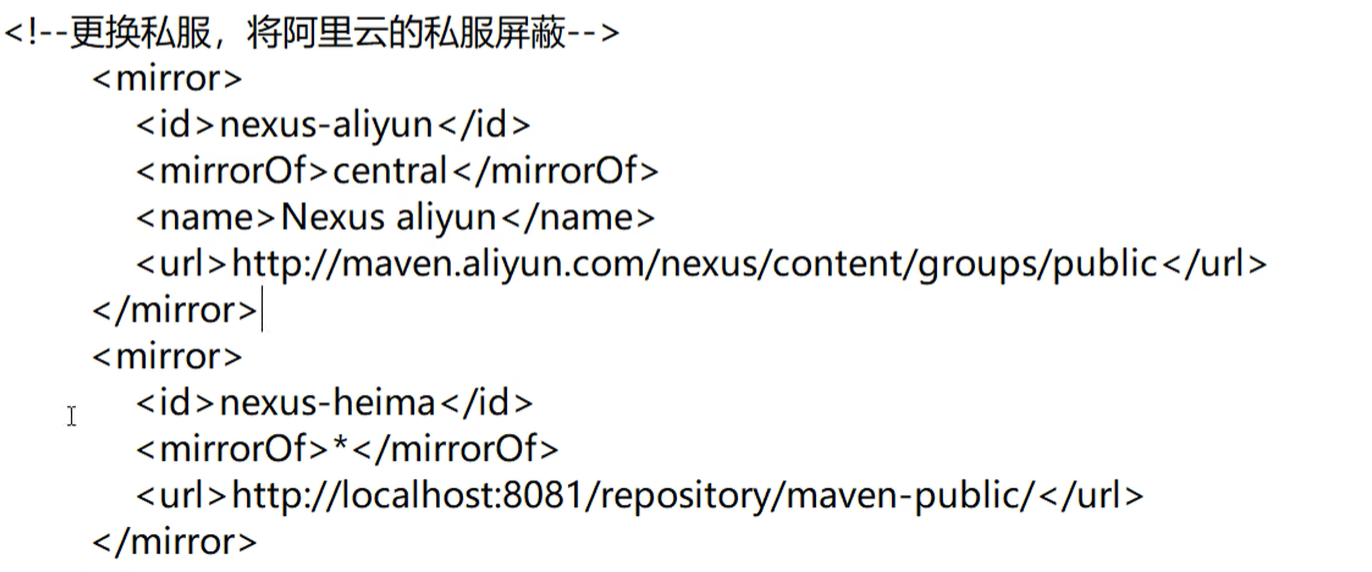 <!--更换私服，将阿里云的私服屏蔽-->
<mirror>
<id>nexus-aliyun</id>
<mirrorOf>central</mirrorOf>
<name>Nexus aliyun</name>
<url>http://maven.aliyun.com/nexus/content/groups/public</url>
</mirror>
<mirror>
<id>nexus-heima</id>
<mirrorOf>*</mirrorOf>
<url>http://localhost:8081/repository/maven-public/</url>
</mirror>